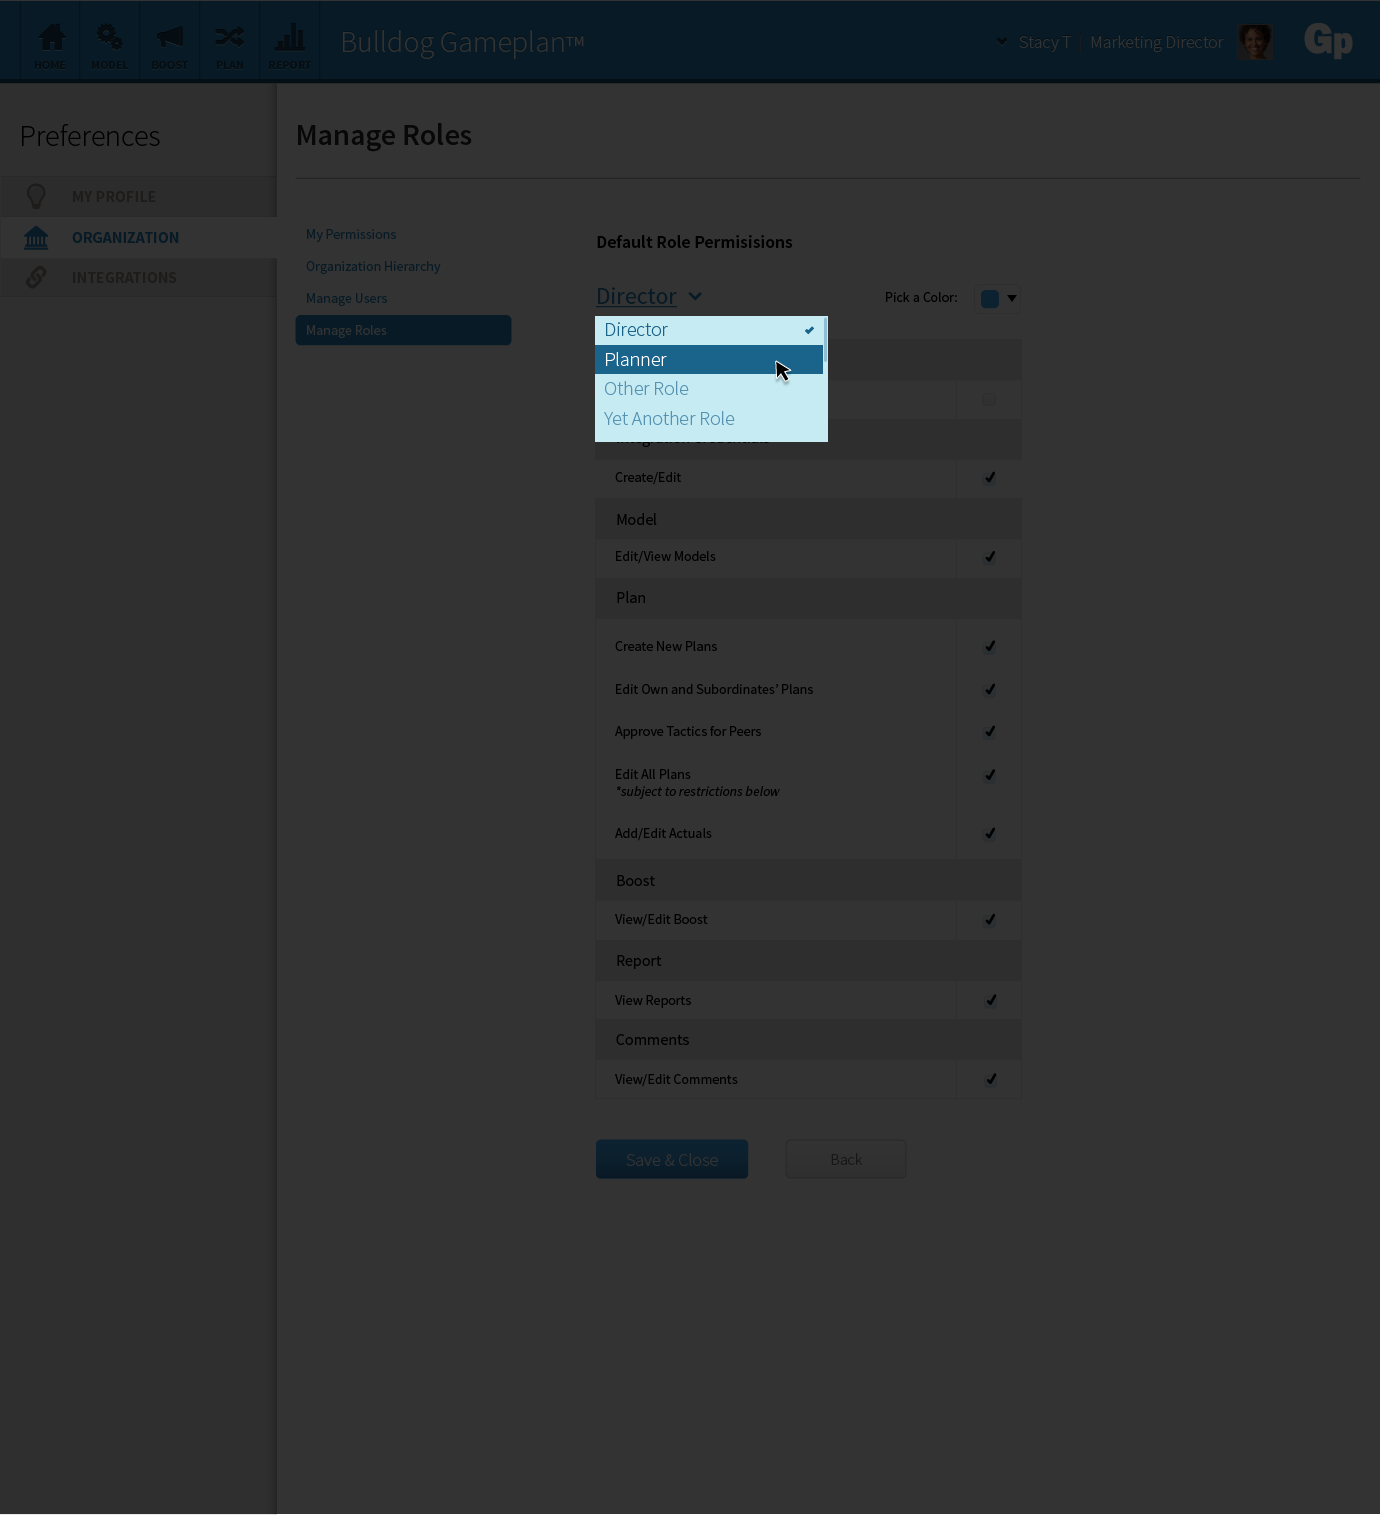 HOME
MODEL
BOOST
PLAN
REPORT
Bulldog Gameplan™
Stacy T | Marketing Director
Gp
Preferences
MY PROFILE
ORGANIZATION
INTEGRATIONS
Manage Roles
My Permissions
Organization Hierarchy
Manage Users
Manage Roles
Default Role Permisisions
Director
Pick a Color:
Director
Planner
Other Role
Yet Another Role
Create/Edit
Model
Edit/View Models
Plan
Create New Plans
Edit Own and Subordinates' Plans
Approve Tactics for Peers
Edit All Plans
*subject to restrictions below
Add/Edit Actuals
Boost
View/Edit Boost
Report
View Reports
Comments
View/Edit Comments
Save & Close
Back